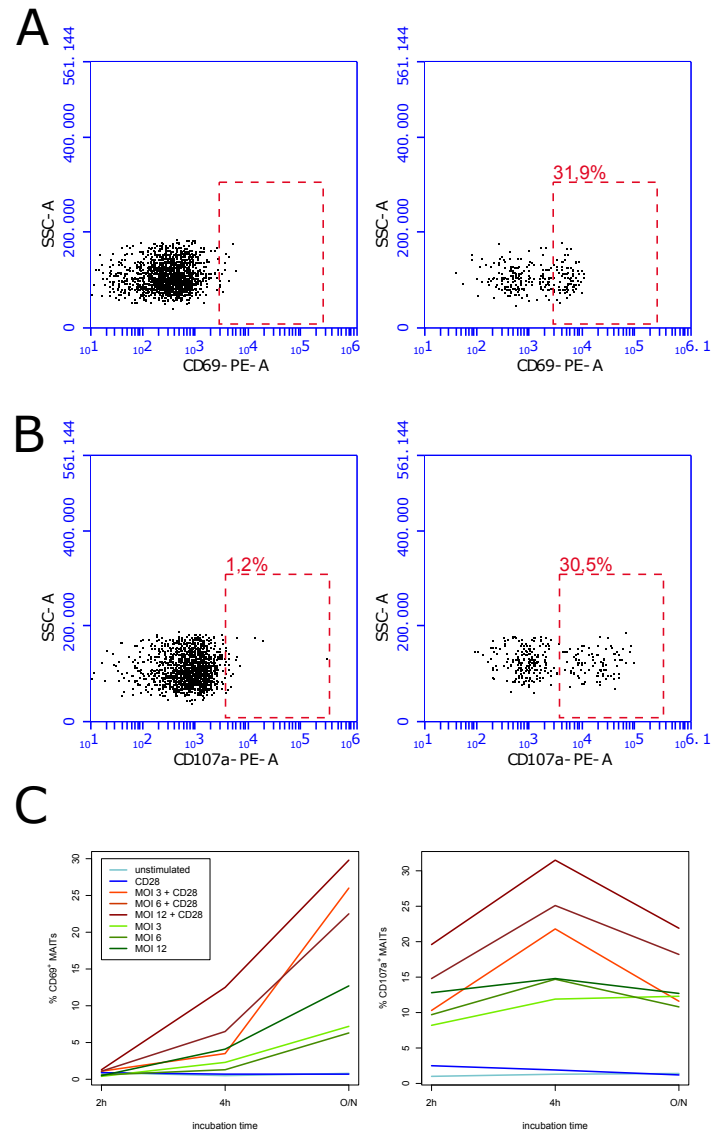 A
561.144
400.000
200.000
0
SSC-A
10^1 10^2 10^3 10^4 10^5 10^6
CD69-PE-A
31,9%
561.144
400.000
200.000
0
SSC-A
10^1 10^2 10^3 10^4 10^5 10^6.1
CD69-PE-A
B
561.144
400.000
200.000
0
SSC-A
1,2%
10^1 10^2 10^3 10^4 10^5 10^6
CD107a-PE-A
561.144
400.000
200.000
0
SSC-A
30,5%
10^1 10^2 10^3 10^4 10^5 10^6.1
CD107a-PE-A
C
% CD69+ MAITs
30
25
20
15
10
5
0
unstimulated
CD28
MOI 3 + CD28
MOI 6 + CD28
MOI 12 + CD28
MOI 3
MOI 6
MOI 12
2h 4h O/N
incubation time
% CD107a+ MAITs
30
25
20
15
10
5
0
2h 4h O/N
incubation time